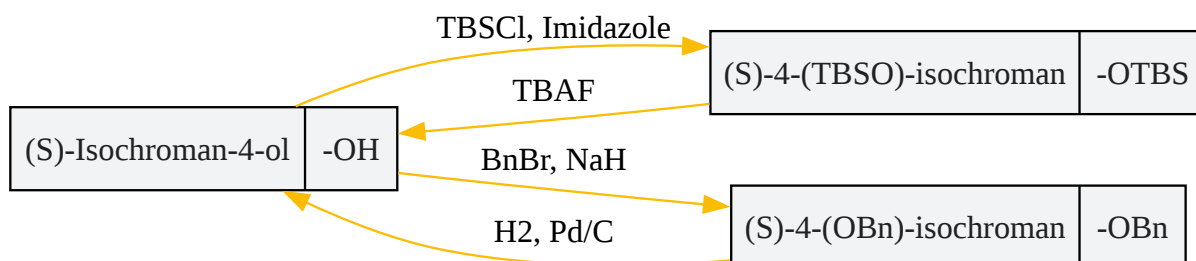 TBSCl, Imidazole
(S)-4-(TBSO)-isochroman -OTBS
TBAF
(S)-Isochroman-4-ol -OH
BnBr, NaH
(S)-4-(OBn)-isochroman -OBn
H2, Pd/C